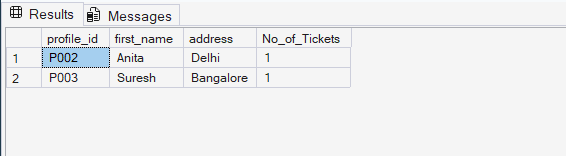 Results Messages
profile_id first_name address No_of_Tickets
1 P002 Anita Delhi 1
2 P003 Suresh Bangalore 1